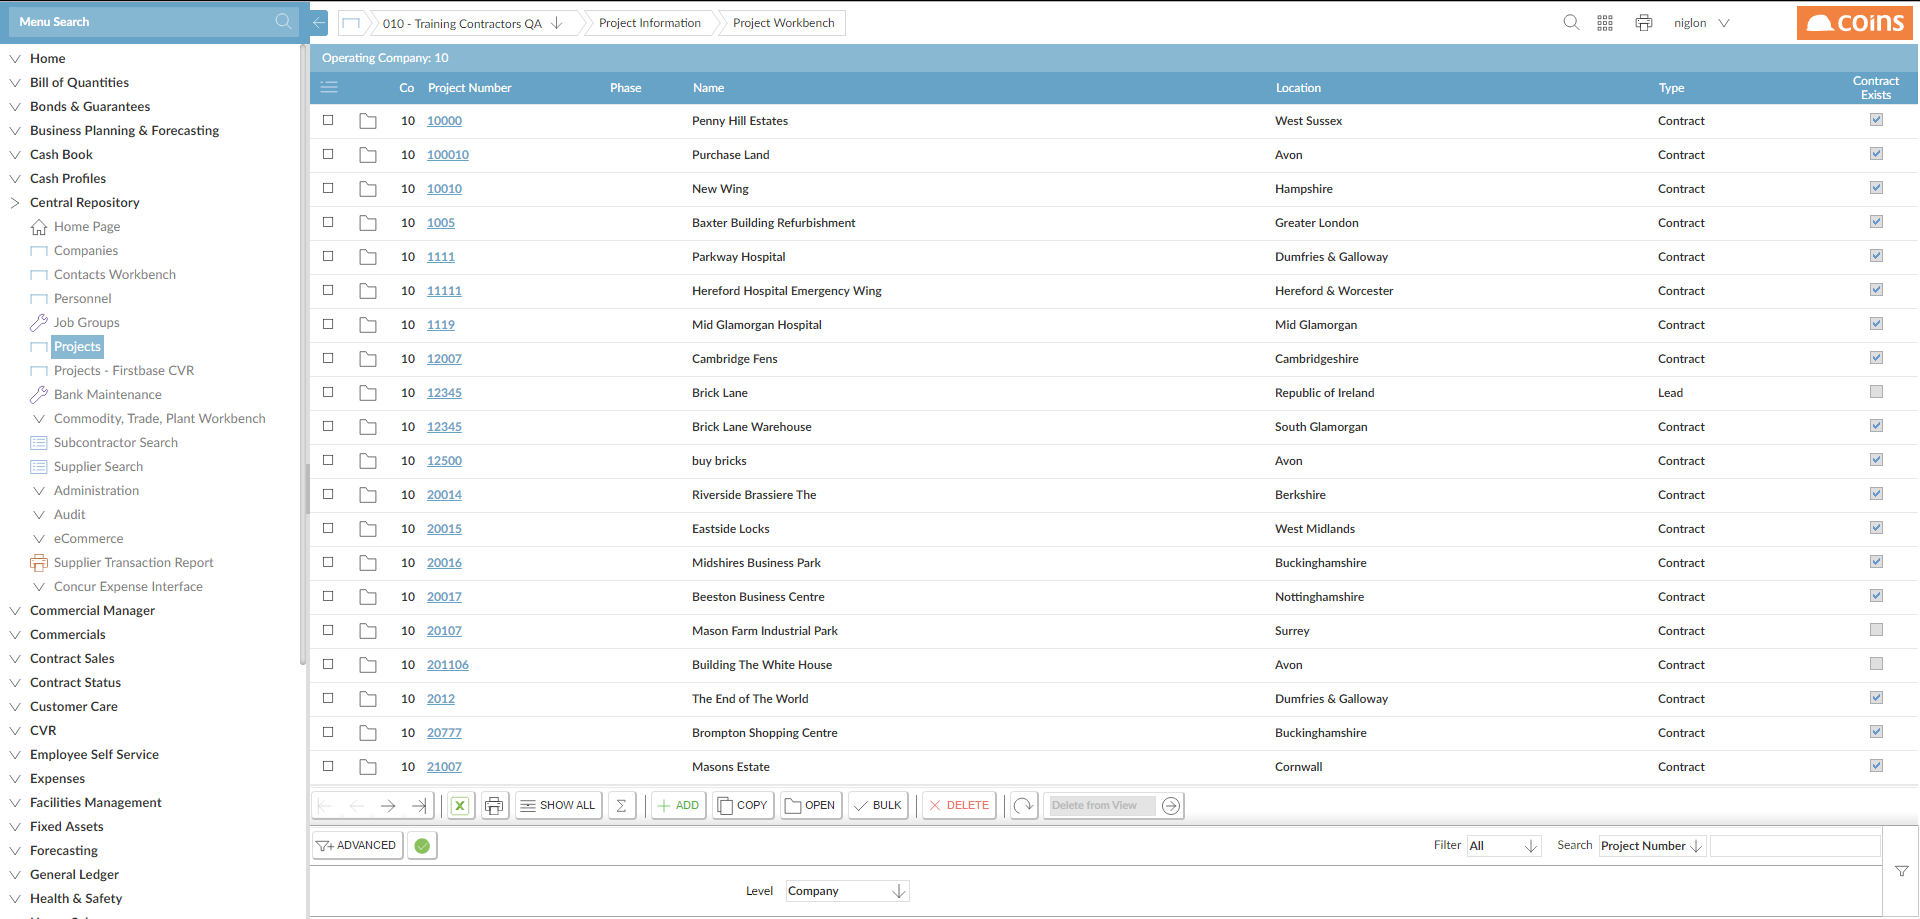 Menu Search
010 - Training Contractors QA
Project Information
Project Workbench
niglon
coins
Home
Bill of Quantities
Bonds & Guarantees
Business Planning & Forecasting
Cash Book
Cash Profiles
Central Repository
Home Page
Companies
Contacts Workbench
Personnel
Job Groups
Projects
Projects - Firstbase CVR
Bank Maintenance
Commodity, Trade, Plant Workbench
Subcontractor Search
Supplier Search
Administration
Audit
eCommerce
Supplier Transaction Report
Concur Expense Interface
Commercial Manager
Commercials
Contract Sales
Contract Status
Customer Care
CVR
Employee Self Service
Expenses
Facilities Management
Fixed Assets
Forecasting
General Ledger
Health & Safety
Operating Company: 10
Co Project Number Phase Name Location Type Contract Exists
10 10000 Penny Hill Estates West Sussex Contract
10 100010 Purchase Land Avon Contract
10 10010 New Wing Hampshire Contract
10 1005 Baxter Building Refurbishment Greater London Contract
10 1111 Parkway Hospital Dumfries & Galloway Contract
10 11111 Hereford Hospital Emergency Wing Hereford & Worcester Contract
10 1119 Mid Glamorgan Hospital Mid Glamorgan Contract
10 12007 Cambridge Fens Cambridgeshire Contract
10 12345 Brick Lane Republic of Ireland Lead
10 12345 Brick Lane Warehouse South Glamorgan Contract
10 12500 buy bricks Avon Contract
10 20014 Riverside Brassiere The Berkshire Contract
10 20015 Eastside Locks West Midlands Contract
10 20016 Midshires Business Park Buckinghamshire Contract
10 20017 Beeston Business Centre Nottinghamshire Contract
10 20107 Mason Farm Industrial Park Surrey Contract
10 201106 Building The White House Avon Contract
10 2012 The End of The World Dumfries & Galloway Contract
10 20777 Brompton Shopping Centre Buckinghamshire Contract
10 21007 Masons Estate Cornwall Contract
SHOW ALL ADD COPY OPEN BULK DELETE Delete from View
ADVANCED Filter All Search Project Number
Level Company